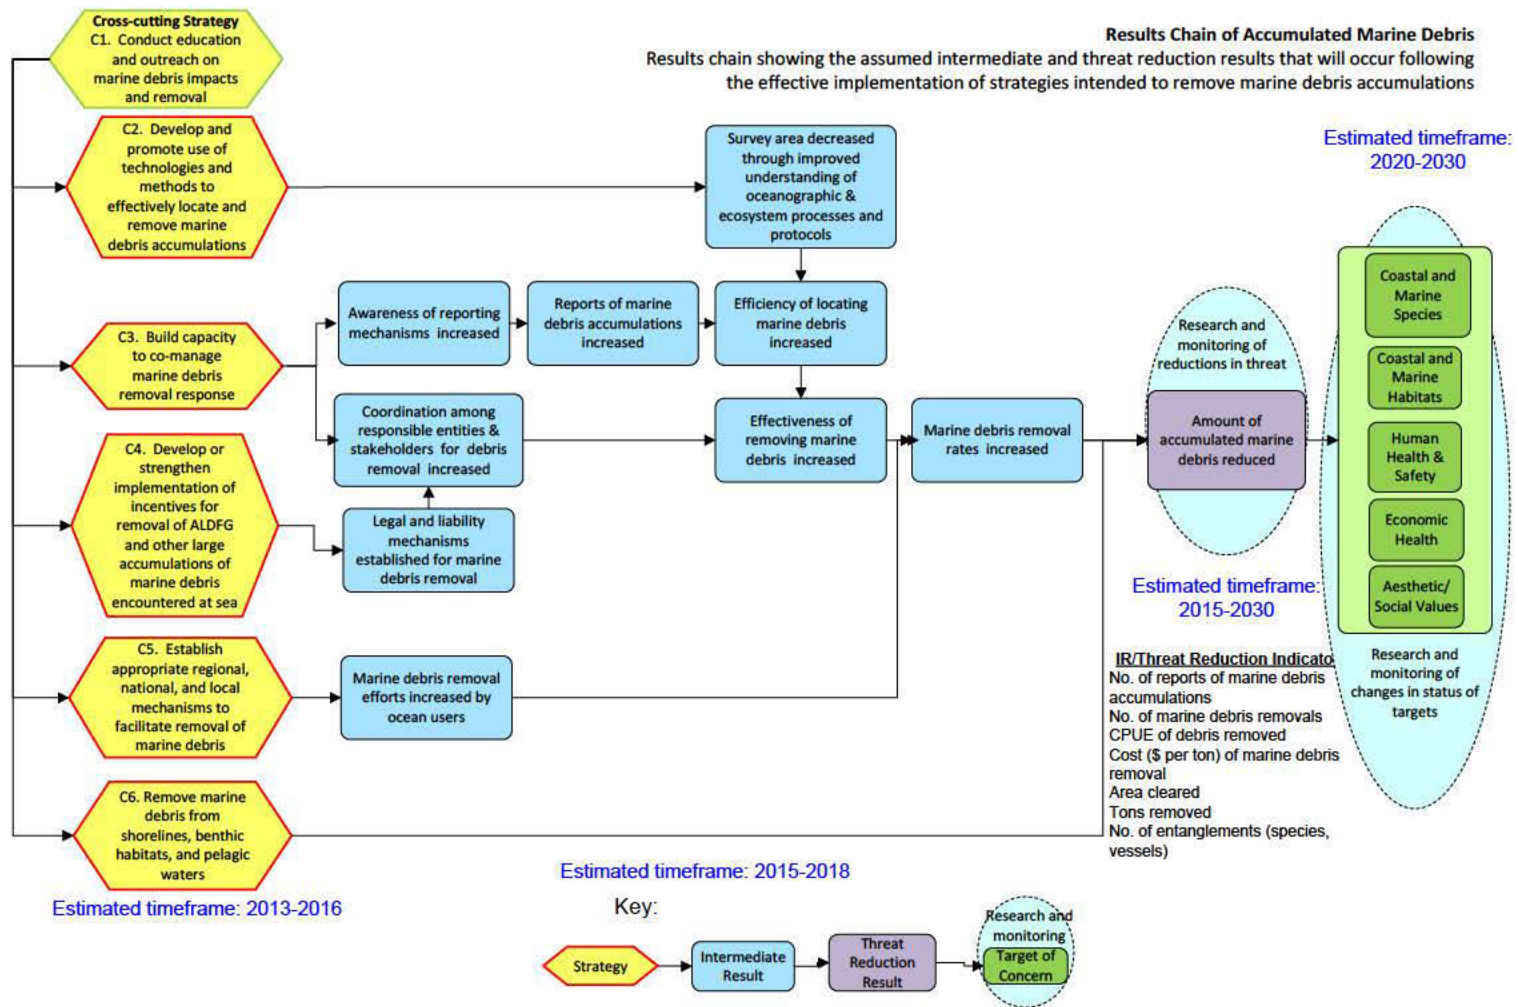 Cross-cutting Strategy
C1. Conduct education
and outreach on
marine debris impacts
and removal
Results Chain of Accumulated Marine Debris
Results chain showing the assumed intermediate and threat reduction results that will occur following
the effective implementation of strategies intended to remove marine debris accumulations
C2. Develop and
promote use of
technologies and
methods to
effectively locate and
remove marine
debris accumulations
Survey area decreased
through improved
understanding of
oceanographic &
ecosystem processes and
protocols
Estimated timeframe:
2020-2030
C3. Build capacity
to co-manage
marine debris
removal response
Awareness of reporting
mechanisms increased
Reports of marine
debris accumulations
increased
Efficiency of locating
marine debris
increased
Coordination among
responsible entities &
stakeholders for debris
removal increased
Effectiveness of
removing marine
debris increased
Marine debris removal
rates increased
Research and
monitoring of
reductions in threat
Amount of
accumulated marine
debris reduced
Coastal and
Marine
Species
Coastal and
Marine
Habitats
Human
Health &
Safety
Economic
Health
Aesthetic/
Social Values
Research and
monitoring of
changes in status of
targets
C4. Develop or
strengthen
implementation of
incentives for
removal of ALDFG
and other large
accumulations of
marine debris
encountered at sea
Legal and liability
mechanisms
established for marine
debris removal
Estimated timeframe:
2015-2030
C5. Establish
appropriate regional,
national, and local
mechanisms to
facilitate removal of
marine debris
Marine debris removal
efforts increased by
ocean users
IR/Threat Reduction Indicato
No. of reports of marine debris
accumulations
No. of marine debris removals
CPUE of debris removed
Cost ($ per ton) of marine debris
removal
Area cleared
Tons removed
No. of entanglements (species,
vessels)
C6. Remove marine
debris from
shorelines, benthic
habitats, and pelagic
waters
Estimated timeframe: 2013-2016
Estimated timeframe: 2015-2018
Key:
Strategy
Intermediate
Result
Threat
Reduction
Result
Research and
monitoring
Target of
Concern